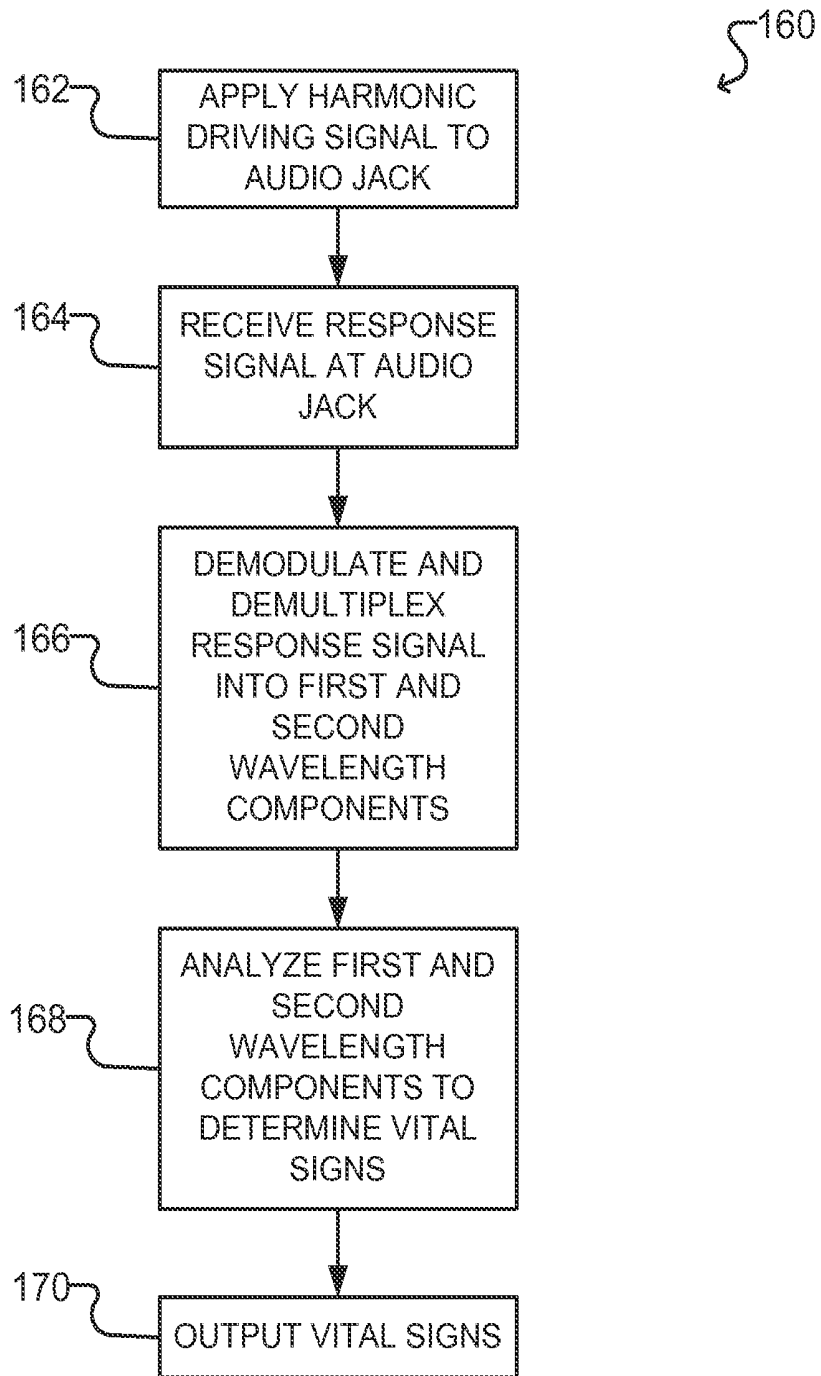 160
162
APPLY HARMONIC
DRIVING SIGNAL TO
AUDIO JACK
164
RECEIVE RESPONSE
SIGNAL AT AUDIO
JACK
166
DEMODULATE AND
DEMULTIPLEX
RESPONSE SIGNAL
INTO FIRST AND
SECOND
WAVELENGTH
COMPONENTS
168
ANALYZE FIRST AND
SECOND
WAVELENGTH
COMPONENTS TO
DETERMINE VITAL
SIGNS
170
OUTPUT VITAL SIGNS